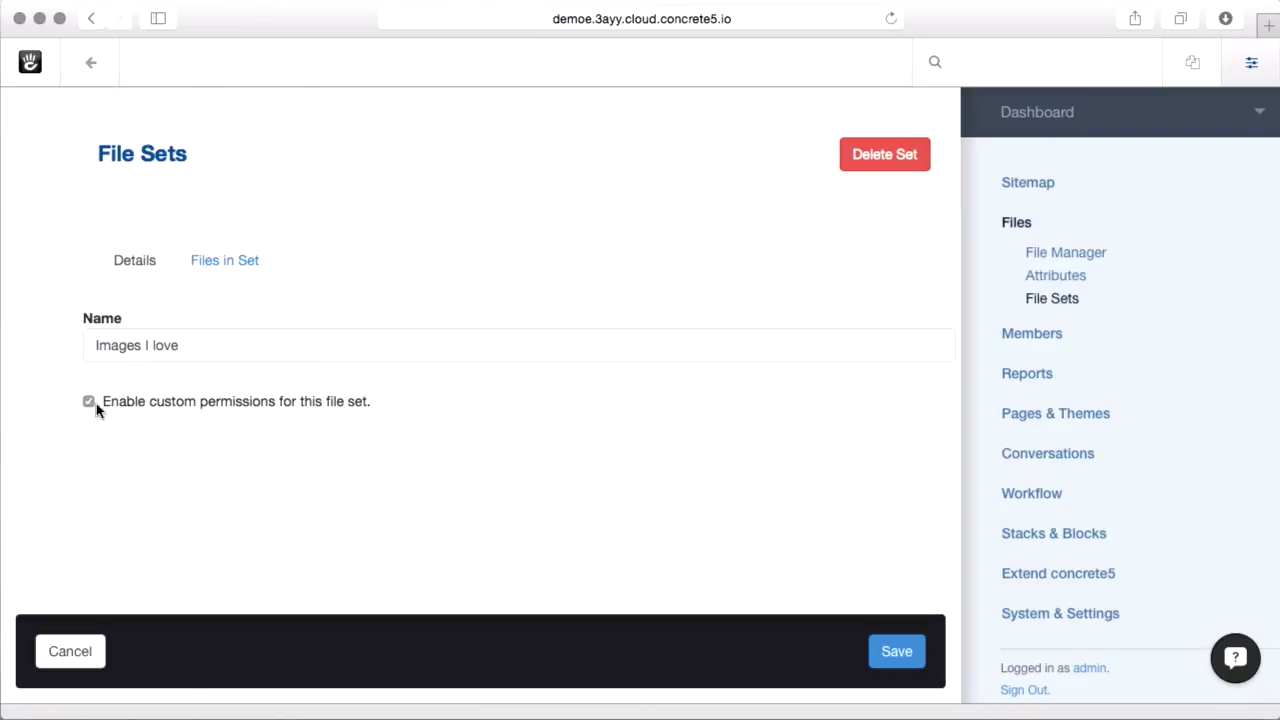 demoe.3ayy.cloud.concrete5.io
Dashboard
File Sets
Delete Set
Sitemap
Files
File Manager
Attributes
File Sets
Details
Files in Set
Name
Images I love
Enable custom permissions for this file set.
Members
Reports
Pages & Themes
Conversations
Workflow
Stacks & Blocks
Extend concrete5
System & Settings
Cancel
Save
Logged in as admin.
Sign Out.